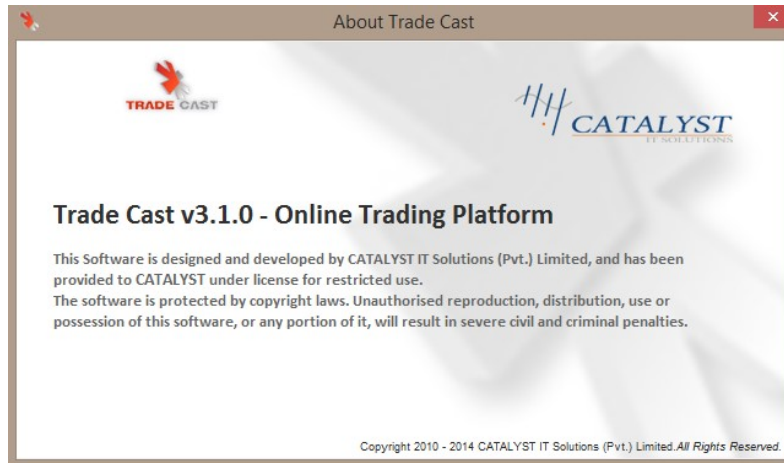 About Trade Cast
TRADE CAST
CATALYST
IT SOLUTIONS
Trade Cast v3.1.0 - Online Trading Platform
This Software is designed and developed by CATALYST IT Solutions (Pvt.) Limited, and has been
provided to CATALYST under license for restricted use.
The software is protected by copyright laws. Unauthorised reproduction, distribution, use or
possession of this software, or any portion of it, will result in severe civil and criminal penalties.
Copyright 2010 - 2014 CATALYST IT Solutions (Pvt.) Limited.All Rights Reserved.